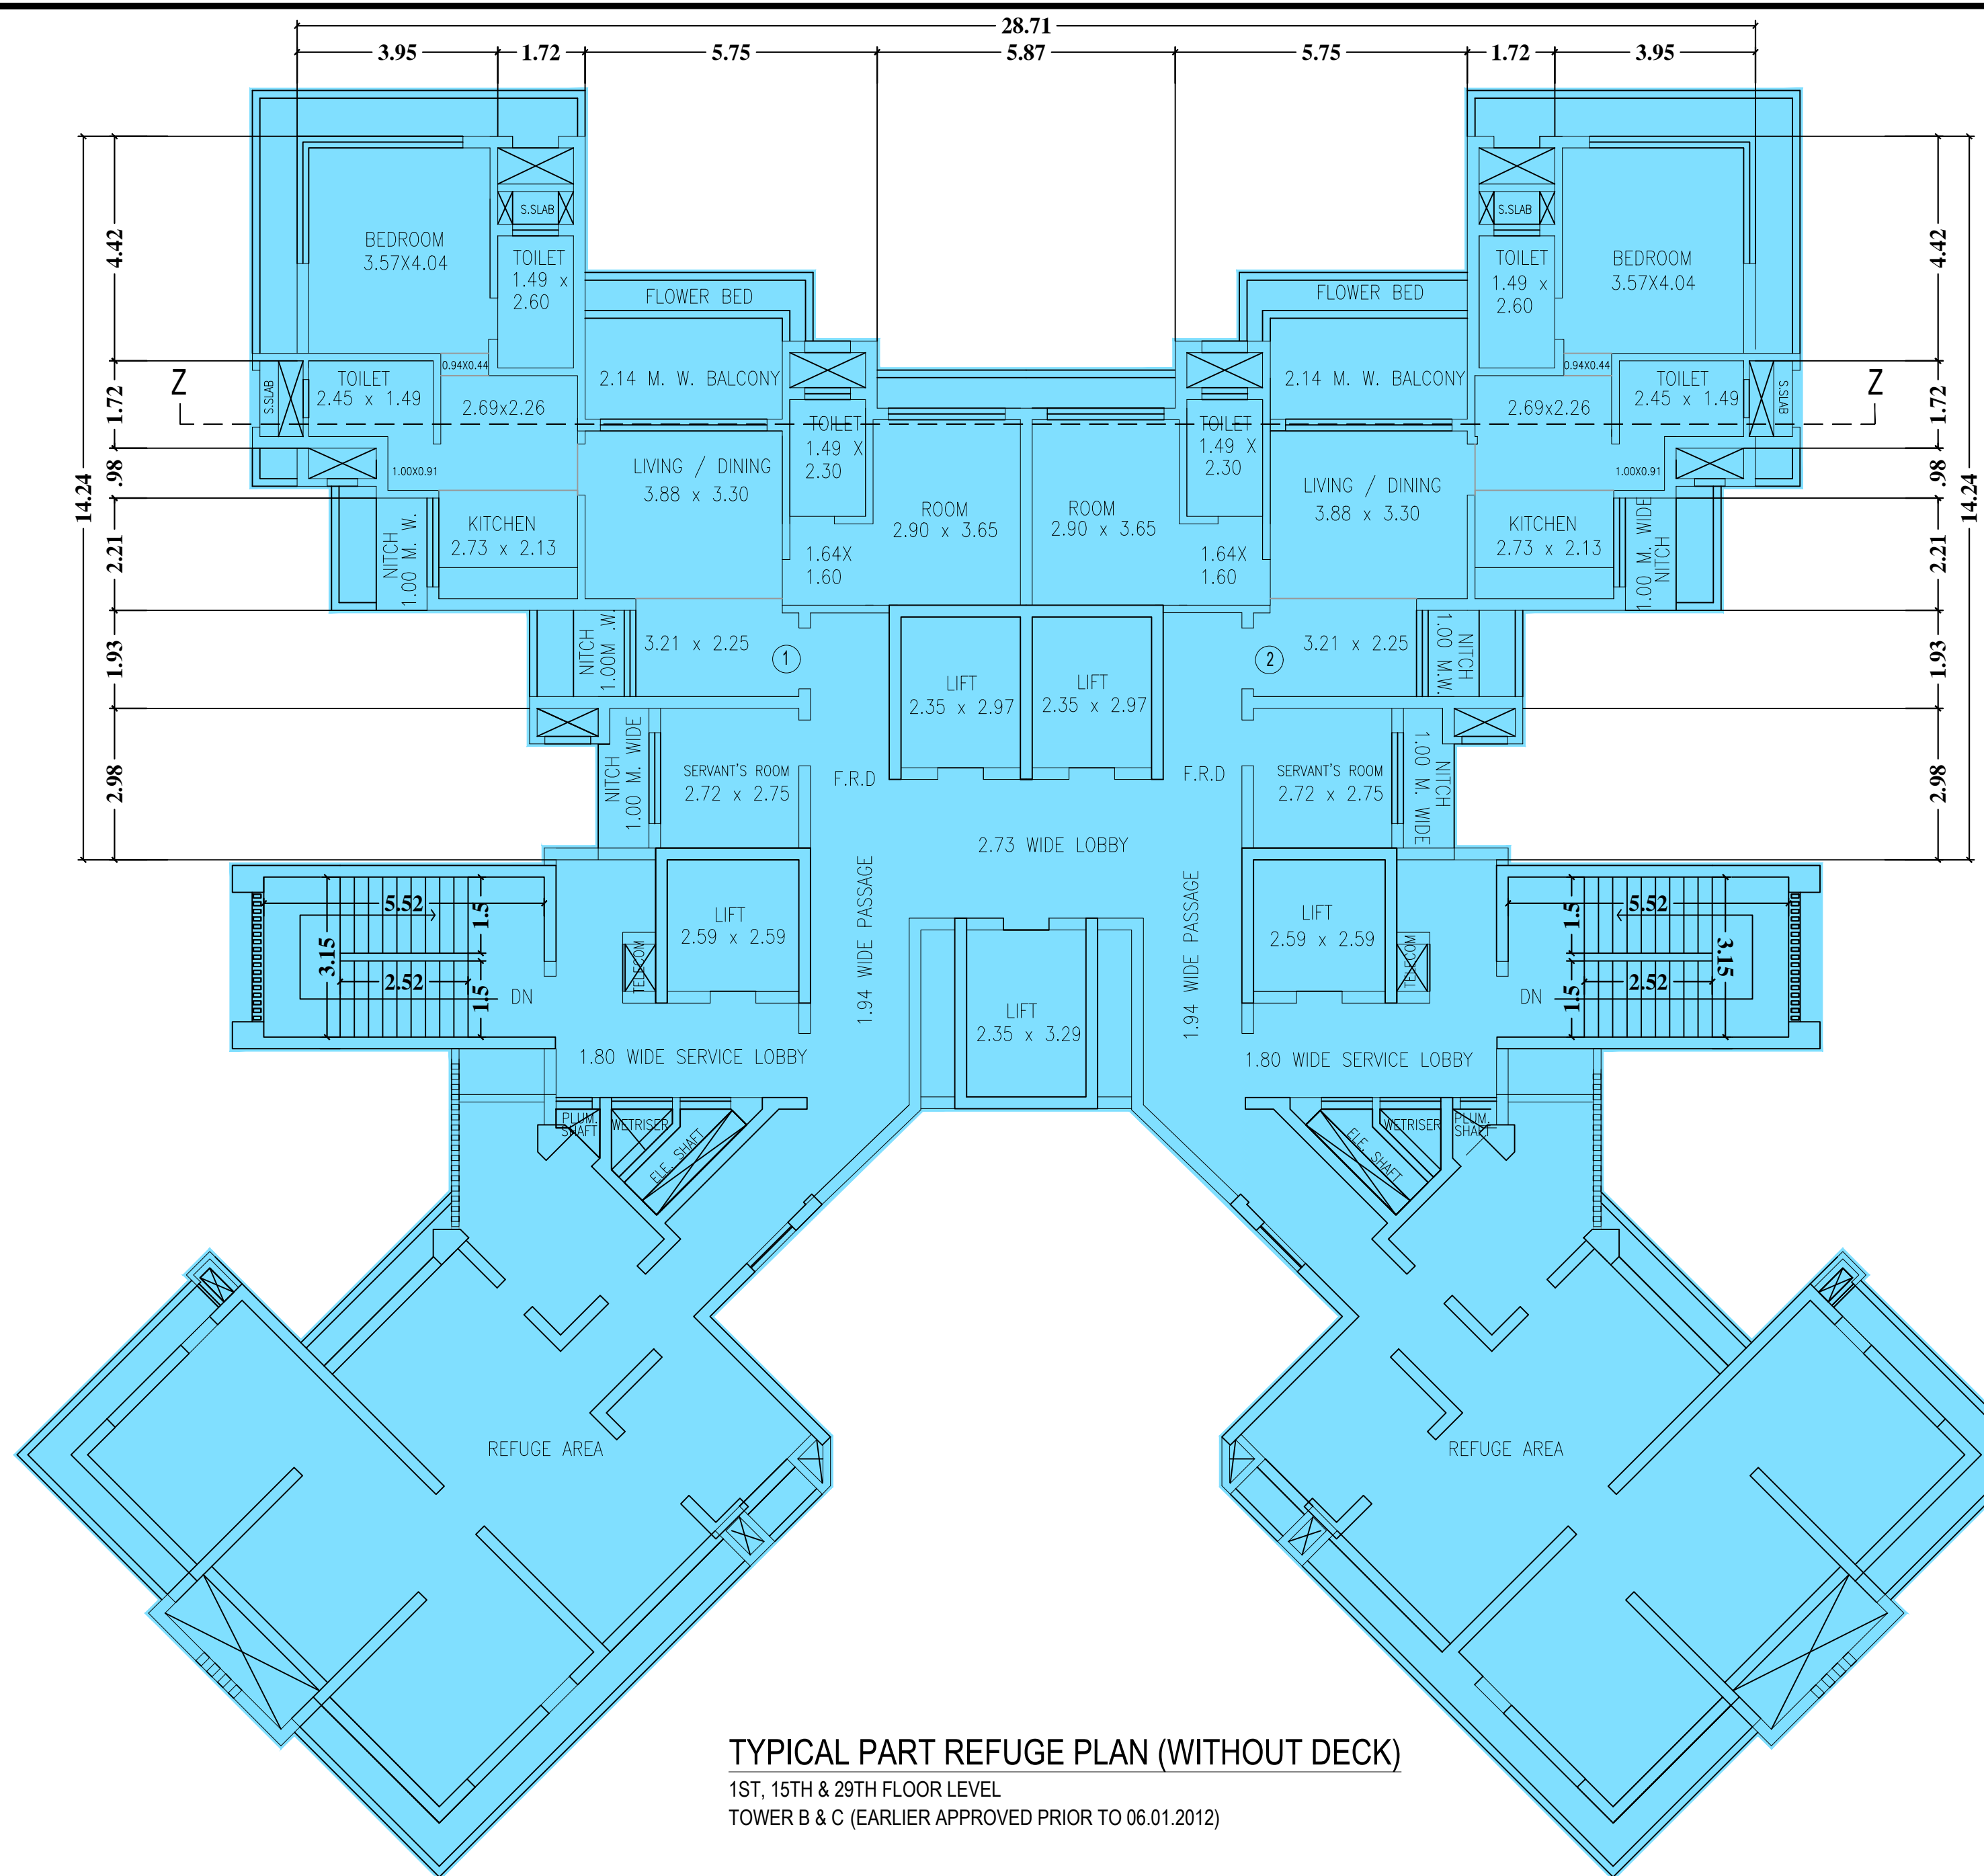 28.71
3.95 1.72 5.75 5.87 5.75 1.72 3.95
14.24
4.42
1.72
.98
2.21
1.93
2.98
14.24
4.42
1.72
.98
2.21
1.93
2.98
Z
Z
BEDROOM
3.57X4.04
S.SLAB
TOILET
1.49 x
2.60
FLOWER BED
2.14 M. W. BALCONY
0.94X0.44
S.SLAB
TOILET
2.45 x 1.49
2.69x2.26
1.00X0.91
LIVING / DINING
3.88 x 3.30
TOILET
1.49 X
2.30
ROOM
2.90 x 3.65
1.64X
1.60
KITCHEN
2.73 x 2.13
NITCH
1.00 M. W.
NITCH
1.00M .W.
3.21 x 2.25
1
NITCH
1.00 M. WIDE
SERVANT'S ROOM
2.72 x 2.75
F.R.D
LIFT
2.35 x 2.97
LIFT
2.35 x 2.97
BEDROOM
3.57X4.04
S.SLAB
TOILET
1.49 x
2.60
FLOWER BED
2.14 M. W. BALCONY
0.94X0.44
S.SLAB
TOILET
2.45 x 1.49
2.69x2.26
1.00X0.91
LIVING / DINING
3.88 x 3.30
TOILET
1.49 X
2.30
ROOM
2.90 x 3.65
1.64X
1.60
KITCHEN
2.73 x 2.13
1.00 M. WIDE
NITCH
NITCH
1.00 M.W.
3.21 x 2.25
2
NITCH
1.00 M. WIDE
SERVANT'S ROOM
2.72 x 2.75
F.R.D
2.73 WIDE LOBBY
1.94 WIDE PASSAGE
1.94 WIDE PASSAGE
5.52
3.15
2.52
1.5
1.5
DN
TELECOM
LIFT
2.59 x 2.59
LIFT
2.35 x 3.29
LIFT
2.59 x 2.59
TELECOM
5.52
3.15
2.52
1.5
1.5
DN
1.80 WIDE SERVICE LOBBY
1.80 WIDE SERVICE LOBBY
PLUM.
SHAFT
WETRISER
ELE. SHAFT
ELE. SHAFT
WETRISER
PLUM.
SHAFT
REFUGE AREA
REFUGE AREA
TYPICAL PART REFUGE PLAN (WITHOUT DECK)
1ST, 15TH & 29TH FLOOR LEVEL
TOWER B & C (EARLIER APPROVED PRIOR TO 06.01.2012)